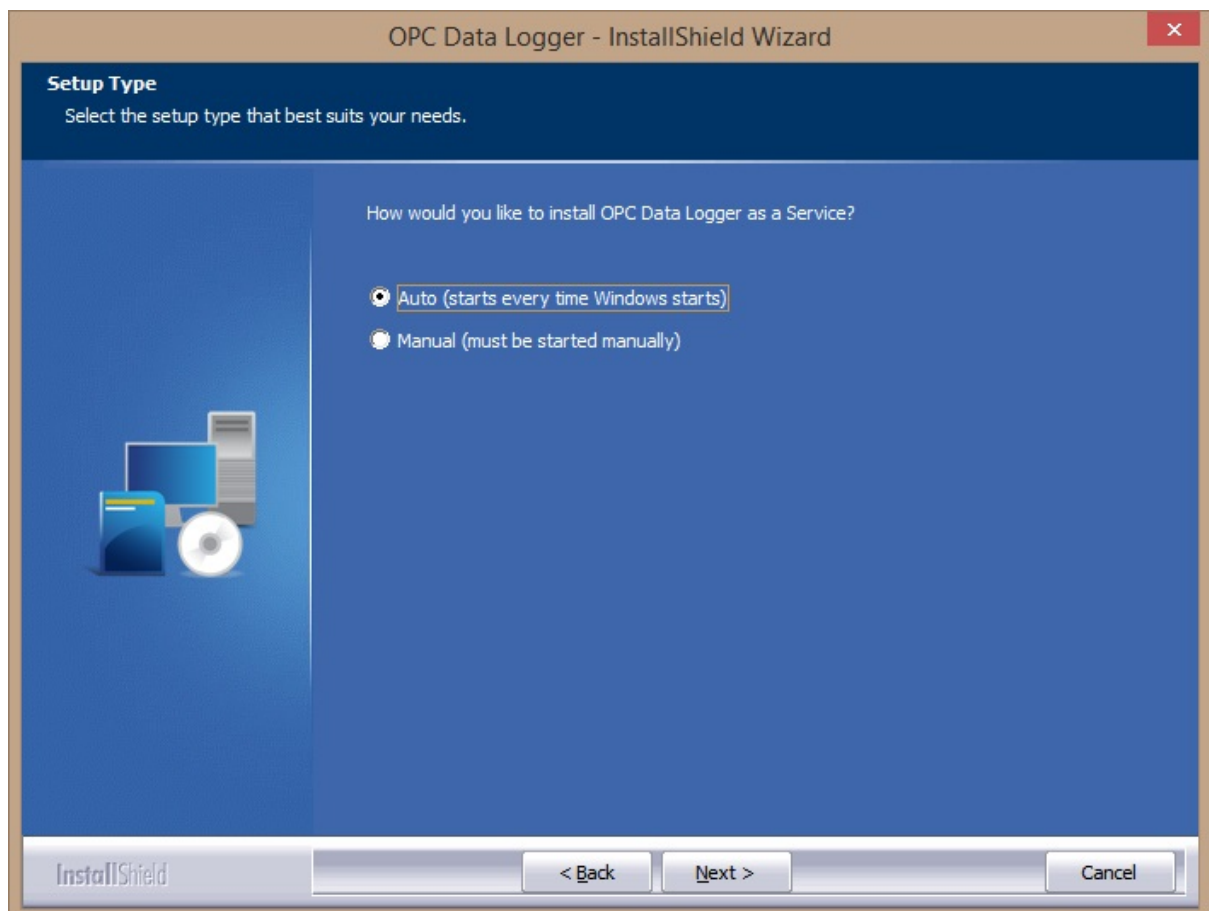 OPC Data Logger - InstallShield Wizard
Setup Type
Select the setup type that best suits your needs.
How would you like to install OPC Data Logger as a Service?
Auto (starts every time Windows starts)
Manual (must be started manually)
InstallShield
< Back Next > Cancel